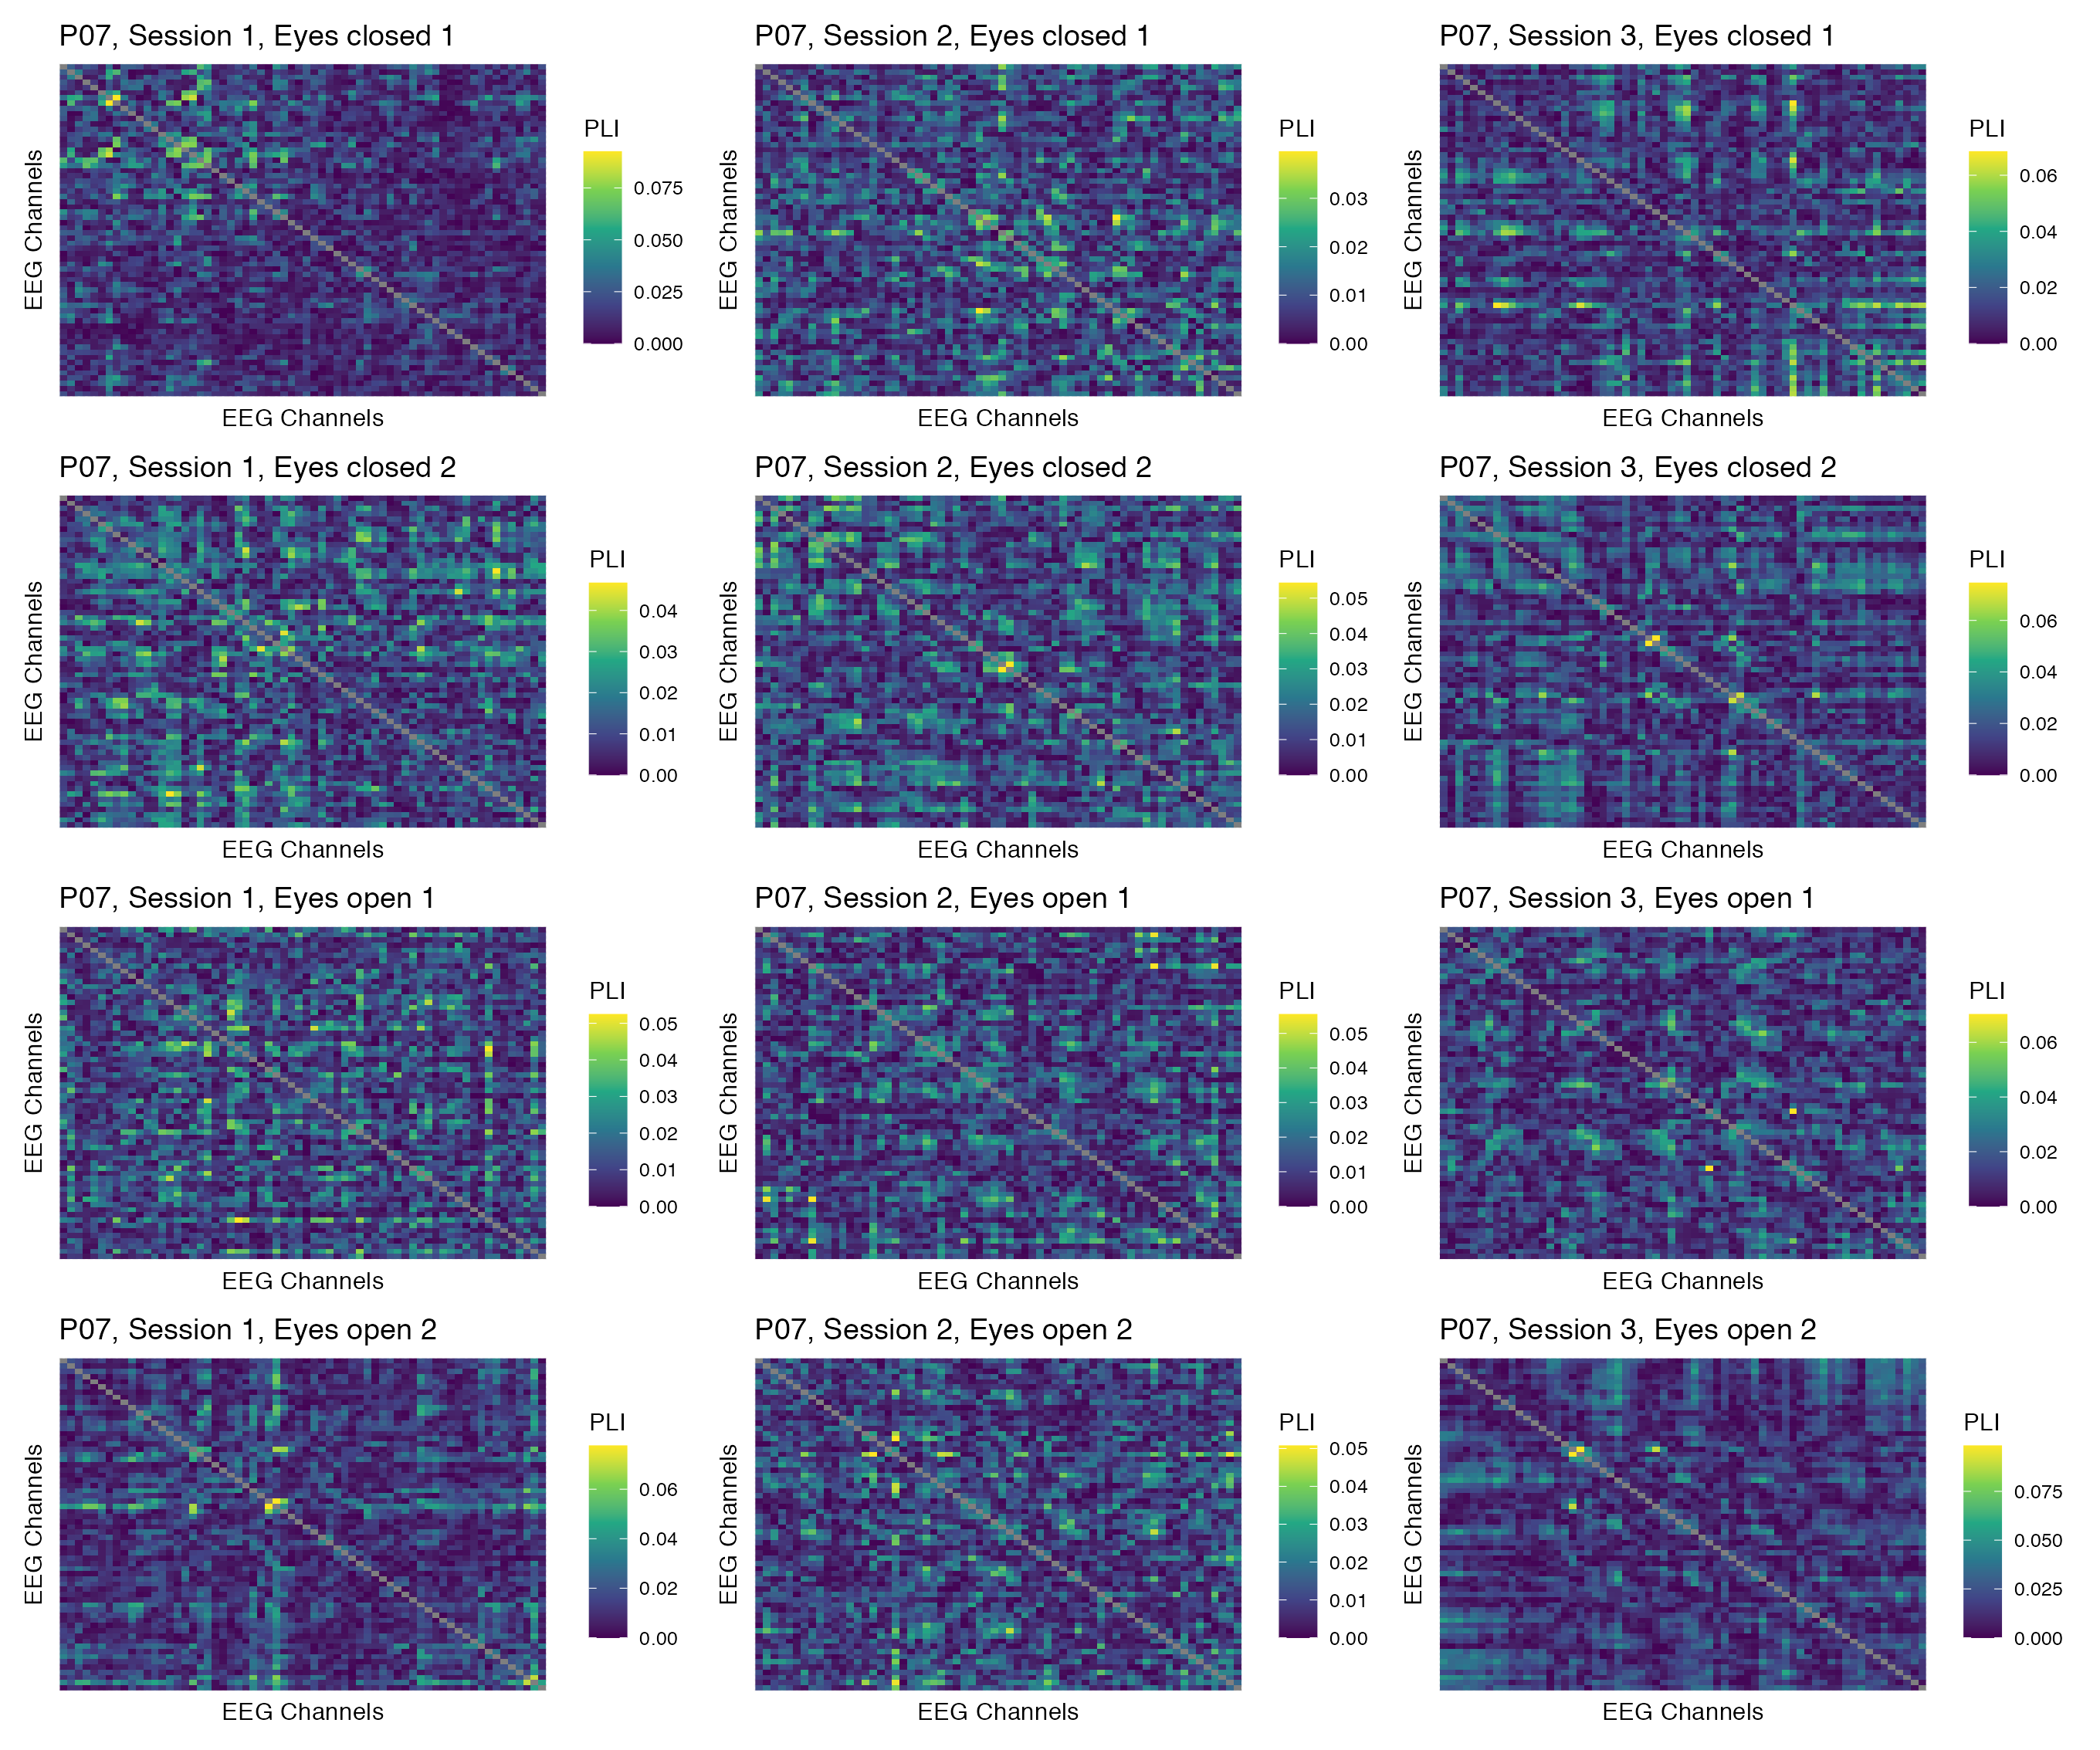 P07, Session 1, Eyes closed 1
EEG Channels
EEG Channels
PLI
0.075
0.050
0.025
0.000
P07, Session 2, Eyes closed 1
EEG Channels
EEG Channels
PLI
0.03
0.02
0.01
0.00
P07, Session 3, Eyes closed 1
EEG Channels
EEG Channels
PLI
0.06
0.04
0.02
0.00
P07, Session 1, Eyes closed 2
EEG Channels
EEG Channels
PLI
0.04
0.03
0.02
0.01
0.00
P07, Session 2, Eyes closed 2
EEG Channels
EEG Channels
PLI
0.05
0.04
0.03
0.02
0.01
0.00
P07, Session 3, Eyes closed 2
EEG Channels
EEG Channels
PLI
0.06
0.04
0.02
0.00
P07, Session 1, Eyes open 1
EEG Channels
EEG Channels
PLI
0.05
0.04
0.03
0.02
0.01
0.00
P07, Session 2, Eyes open 1
EEG Channels
EEG Channels
PLI
0.05
0.04
0.03
0.02
0.01
0.00
P07, Session 3, Eyes open 1
EEG Channels
EEG Channels
PLI
0.06
0.04
0.02
0.00
P07, Session 1, Eyes open 2
EEG Channels
EEG Channels
PLI
0.06
0.04
0.02
0.00
P07, Session 2, Eyes open 2
EEG Channels
EEG Channels
PLI
0.05
0.04
0.03
0.02
0.01
0.00
P07, Session 3, Eyes open 2
EEG Channels
EEG Channels
PLI
0.075
0.050
0.025
0.000